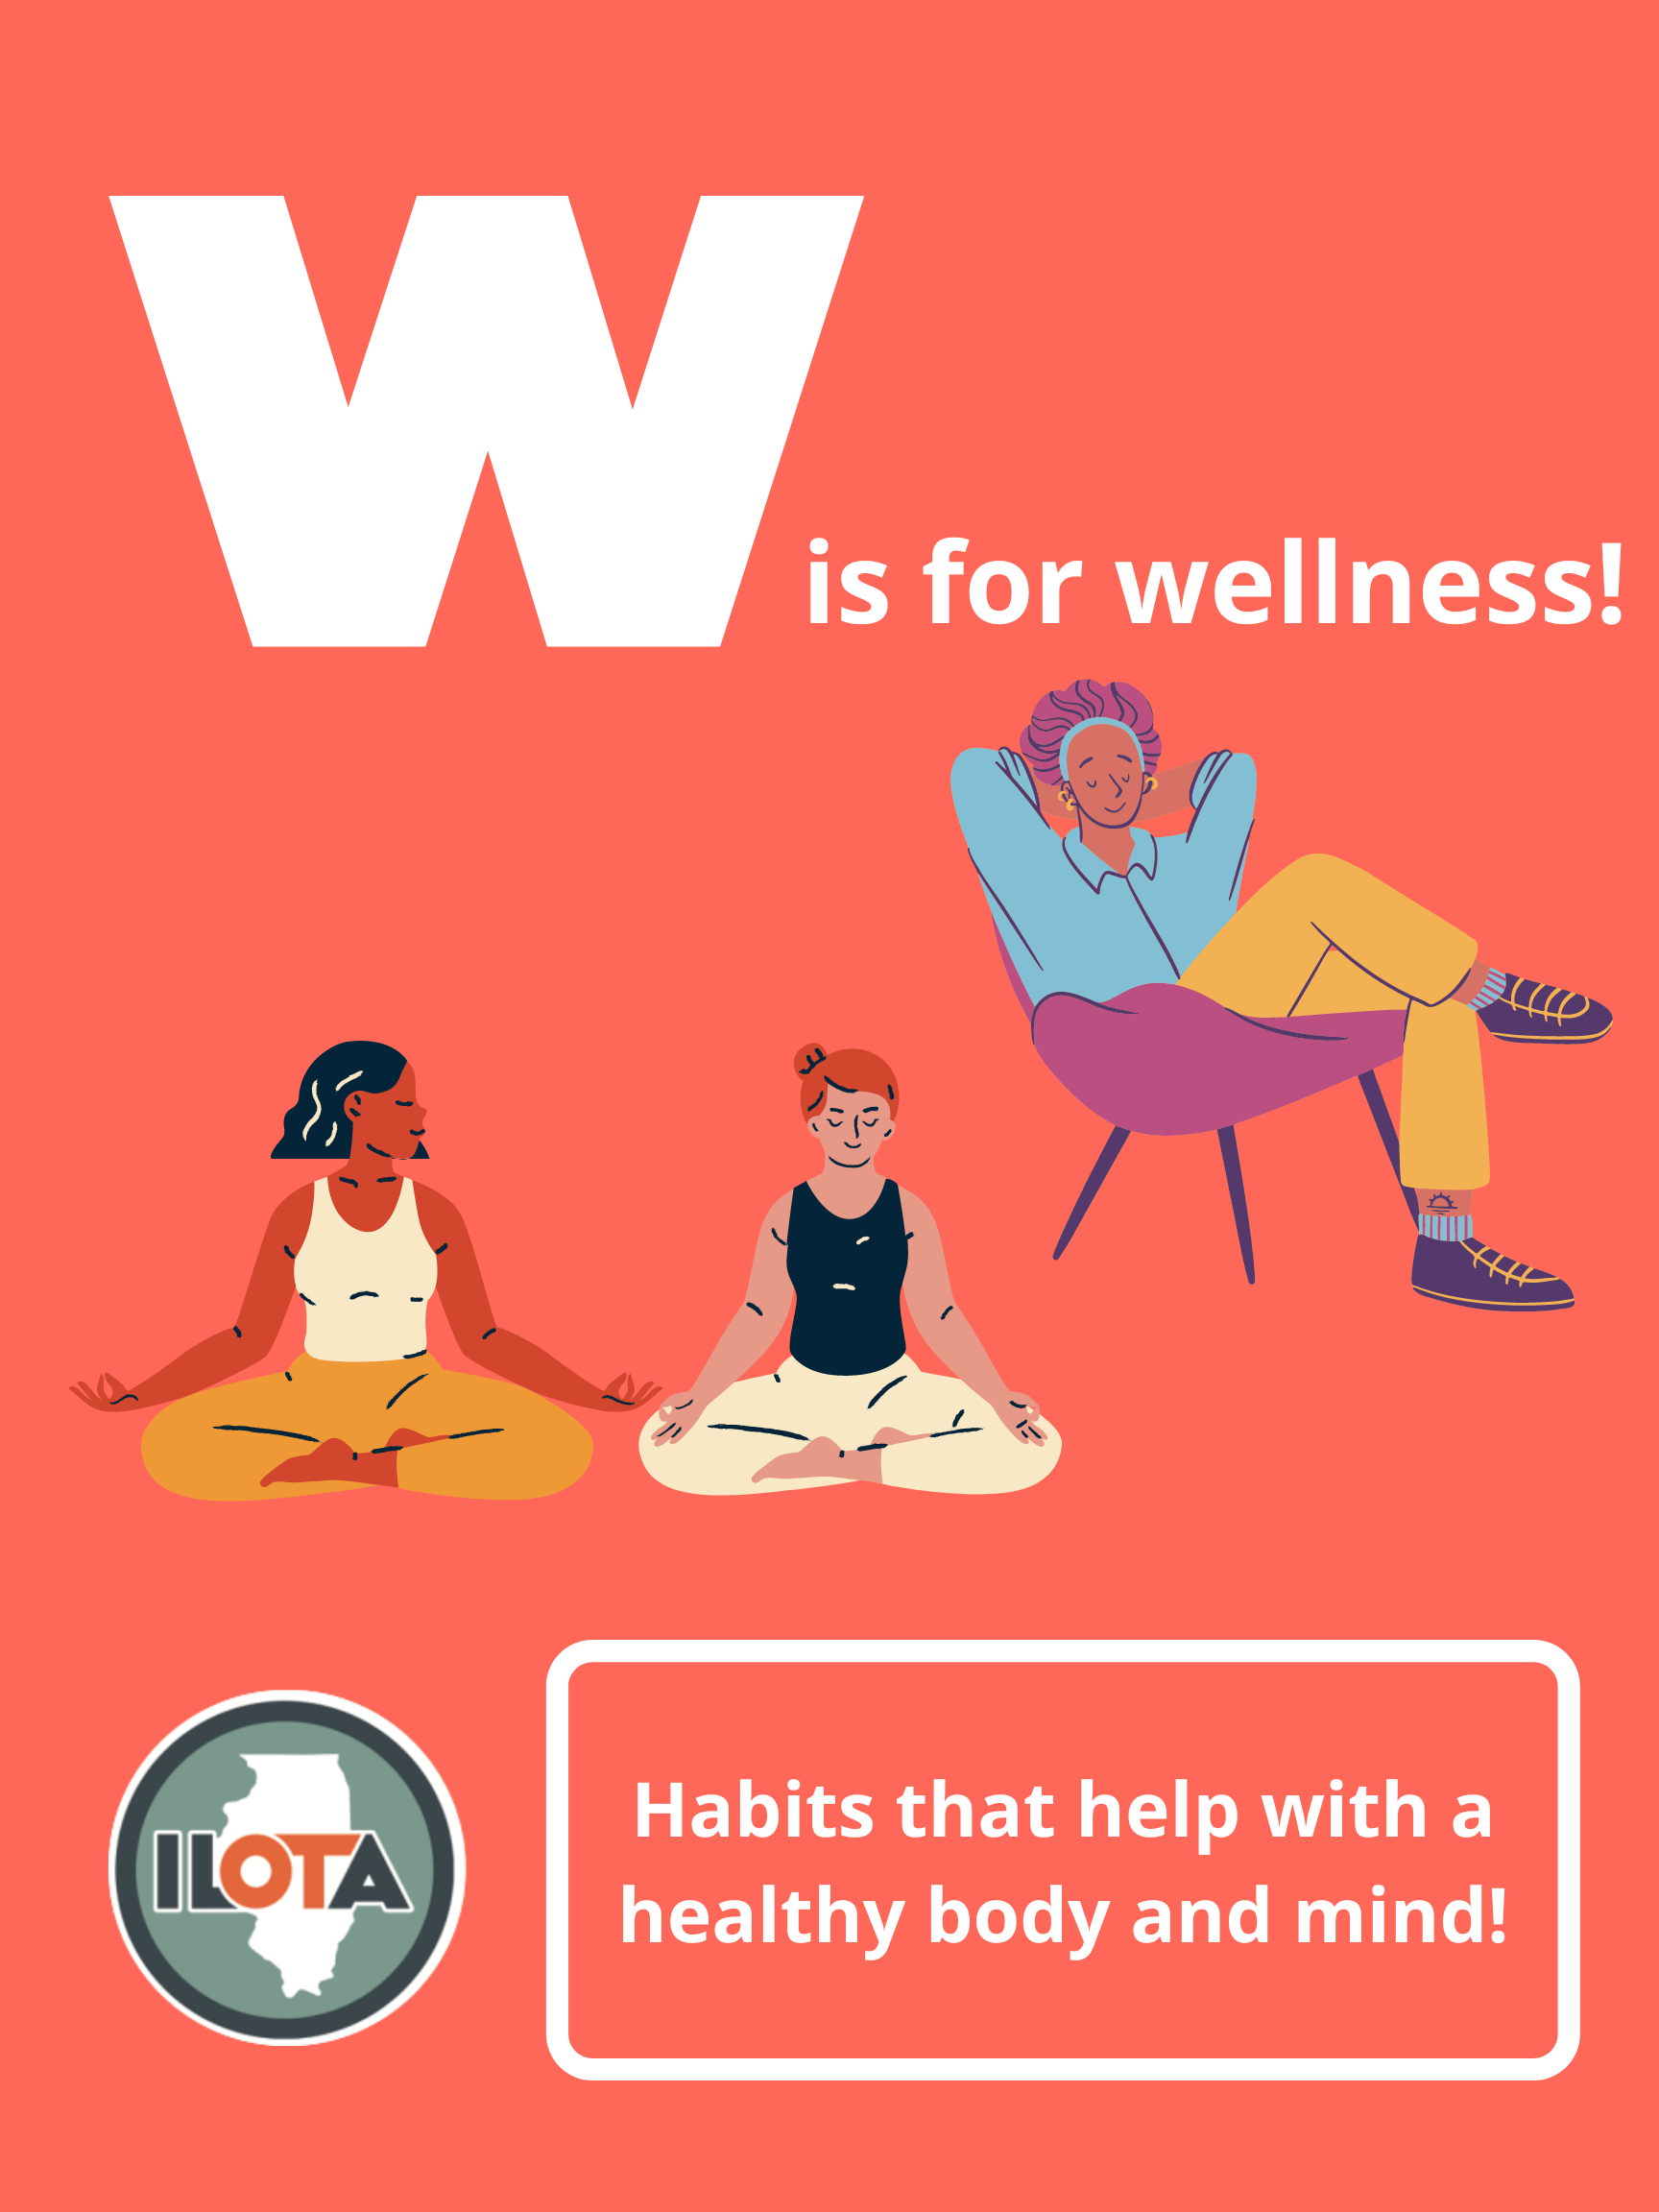 W
is for wellness!
Habits that help with a
healthy body and mind!
ILOTA